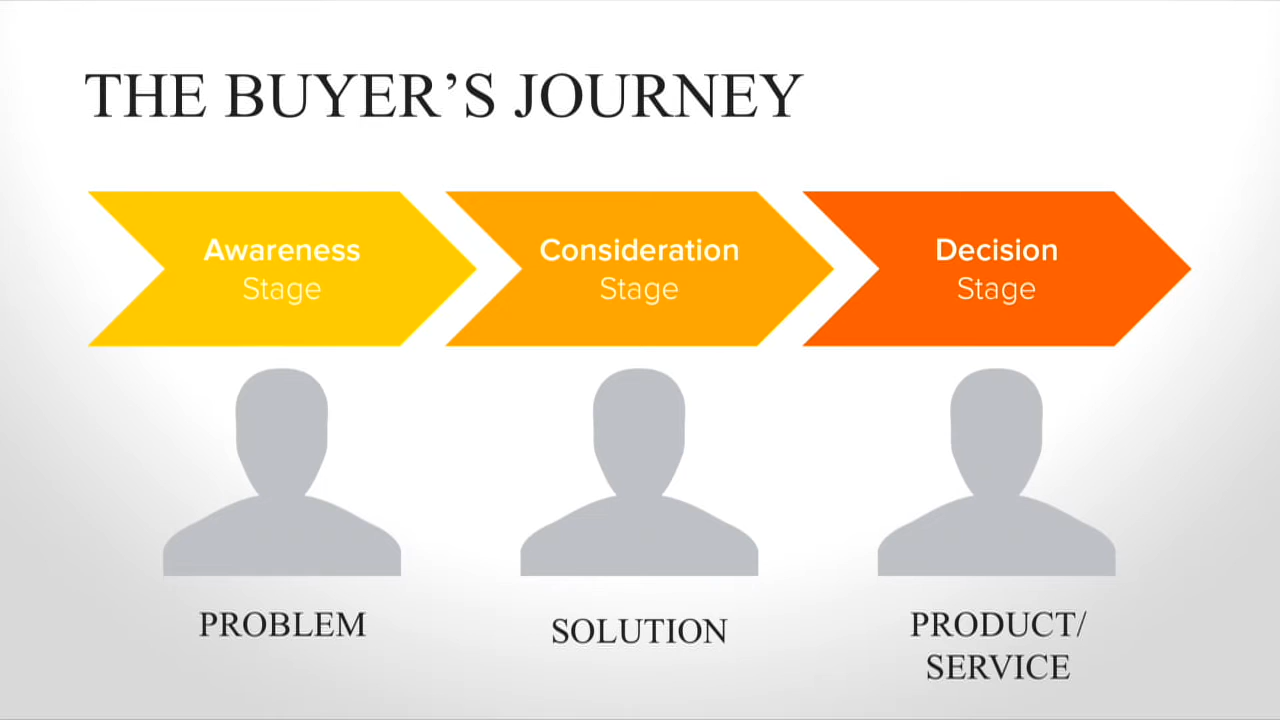 THE BUYER’S JOURNEY
Awareness
Stage
Consideration
Stage
Decision
Stage
PROBLEM
SOLUTION
PRODUCT/
SERVICE